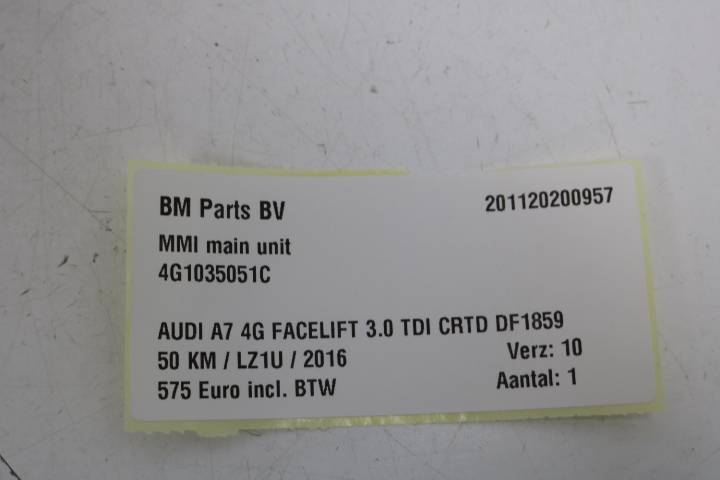 BM Parts BV 201120200957
MMI main unit
4G1035051C
AUDI A7 4G FACELIFT 3.0 TDI CRTD DF1859
50 KM / LZ1U / 2016 Verz: 10
575 Euro incl. BTW Aantal: 1